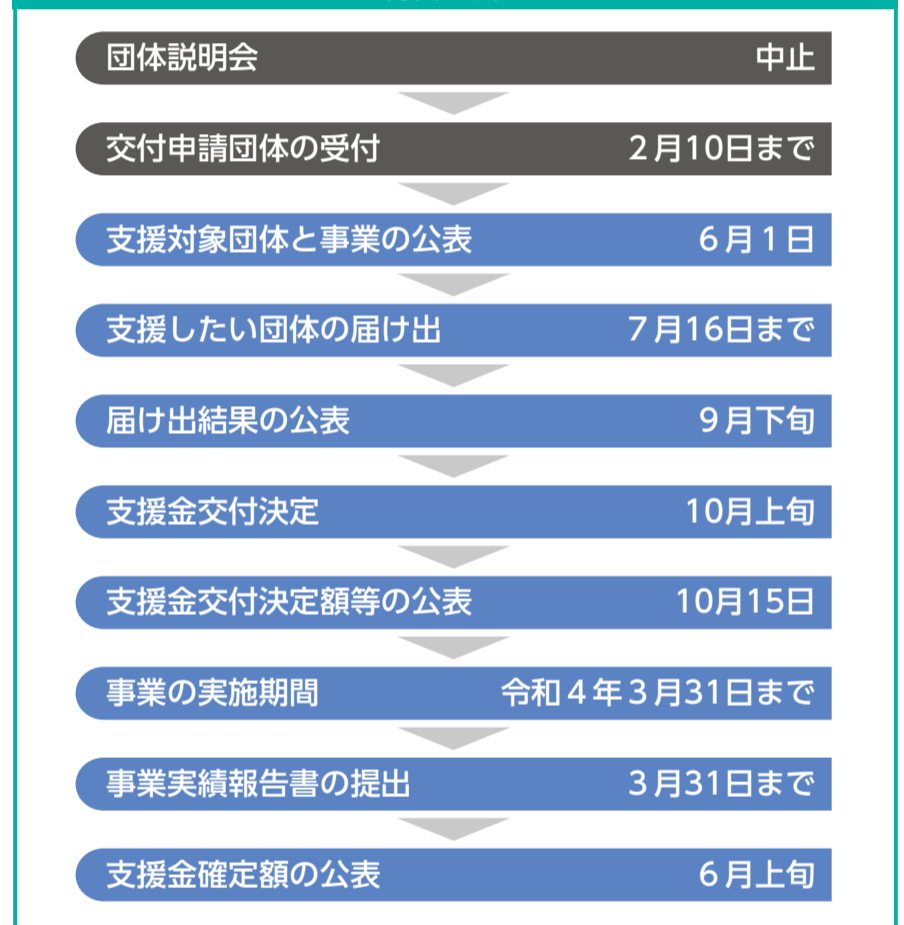 団体説明会 中止
交付申請団体の受付 2月10日まで
支援対象団体と事業の公表 6月1日
支援したい団体の届け出 7月16日まで
届け出結果の公表 9月下旬
支援金交付決定 10月上旬
支援金交付決定額等の公表 10月15日
事業の実施期間 令和4年3月31日まで
事業実績報告書の提出 3月31日まで
支援金確定額の公表 6月上旬